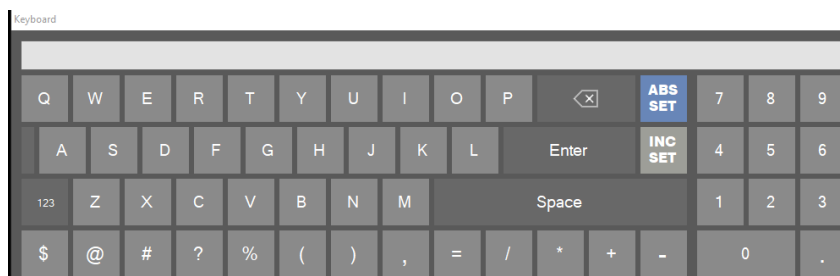 Keyboard
Q W E R T Y U I O P ABS SET 7 8 9
A S D F G H J K L Enter INC SET 4 5 6
123 Z X C V B N M Space 1 2 3
$ @ # ? % ( ) , = / * + - 0 .